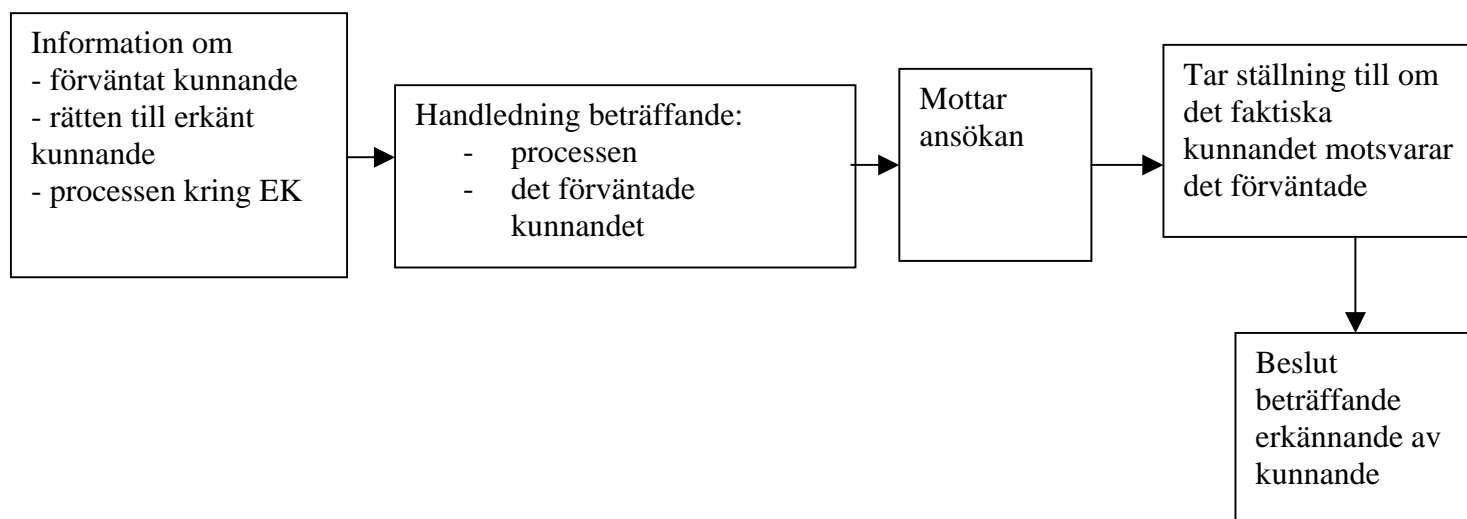 Information om
- förväntat kunnande
- rätten till erkänt
kunnande
- processen kring EK
Handledning beträffande:
- processen
- det förväntade
kunnandet
Mottar
ansökan
Tar ställning till om
det faktiska
kunnandet motsvarar
det förväntade
Beslut
beträffande
erkännande av
kunnande